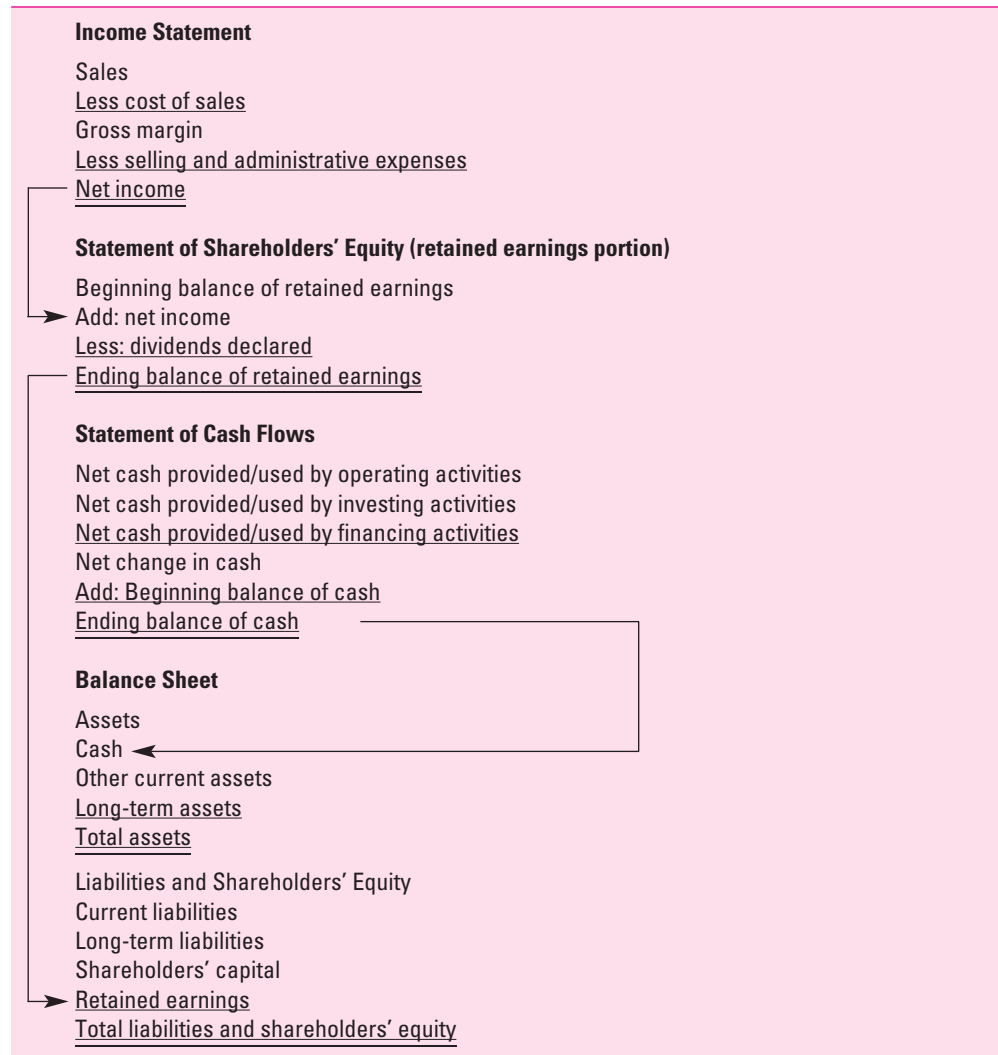 Income Statement
Sales
Less cost of sales
Gross margin
Less selling and administrative expenses
Net income
Statement of Shareholders’ Equity (retained earnings portion)
Beginning balance of retained earnings
Add: net income
Less: dividends declared
Ending balance of retained earnings
Statement of Cash Flows
Net cash provided/used by operating activities
Net cash provided/used by investing activities
Net cash provided/used by financing activities
Net change in cash
Add: Beginning balance of cash
Ending balance of cash
Balance Sheet
Assets
Cash
Other current assets
Long-term assets
Total assets
Liabilities and Shareholders’ Equity
Current liabilities
Long-term liabilities
Shareholders’ capital
Retained earnings
Total liabilities and shareholders’ equity